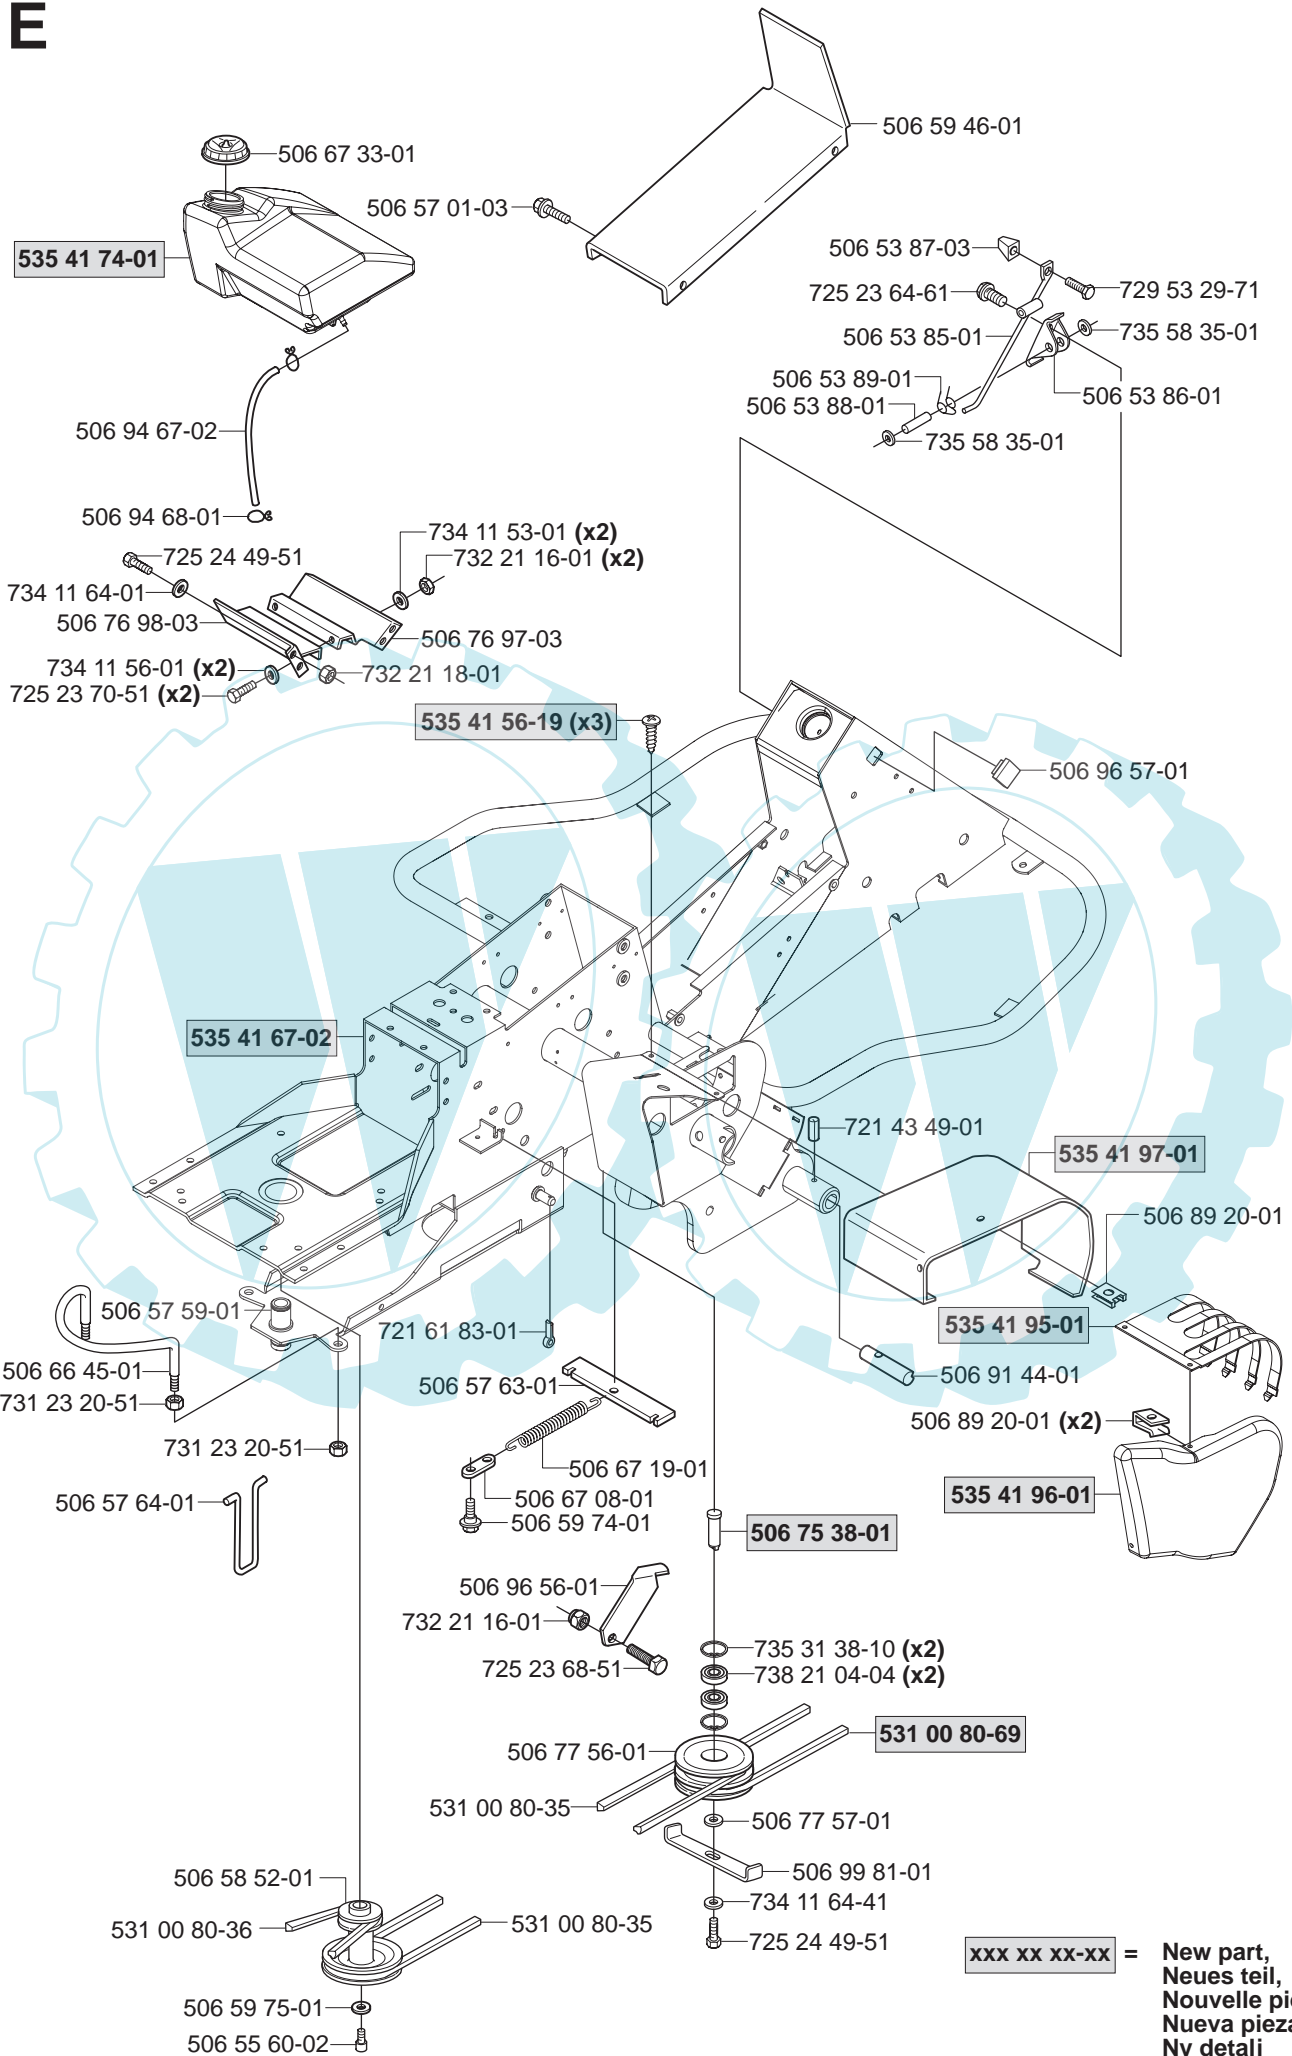 E
506 59 46-01
506 67 33-01
506 57 01-03
535 41 74-01
506 53 87-03
725 23 64-61
729 53 29-71
506 53 85-01
735 58 35-01
506 53 89-01
506 53 86-01
506 53 88-01
735 58 35-01
506 94 67-02
506 94 68-01
734 11 53-01 (x2)
725 24 49-51
732 21 16-01 (x2)
734 11 64-01
506 76 98-03
506 76 97-03
734 11 56-01 (x2)
732 21 18-01
725 23 70-51 (x2)
535 41 56-19 (x3)
506 96 57-01
535 41 67-02
721 43 49-01
535 41 97-01
506 89 20-01
506 57 59-01
721 61 83-01
535 41 95-01
506 66 45-01
506 57 63-01
506 91 44-01
731 23 20-51
506 89 20-01 (x2)
731 23 20-51
506 67 19-01
506 57 64-01
506 67 08-01
535 41 96-01
506 59 74-01
506 75 38-01
506 96 56-01
732 21 16-01
735 31 38-10 (x2)
725 23 68-51
738 21 04-04 (x2)
531 00 80-69
506 77 56-01
531 00 80-35
506 77 57-01
506 58 52-01
506 99 81-01
734 11 64-41
531 00 80-36
531 00 80-35
725 24 49-51
xxx xx xx-xx = New part,
Neues teil,
Nouvelle
Nueva pieza
Ny detalj
506 59 75-01
506 55 60-02